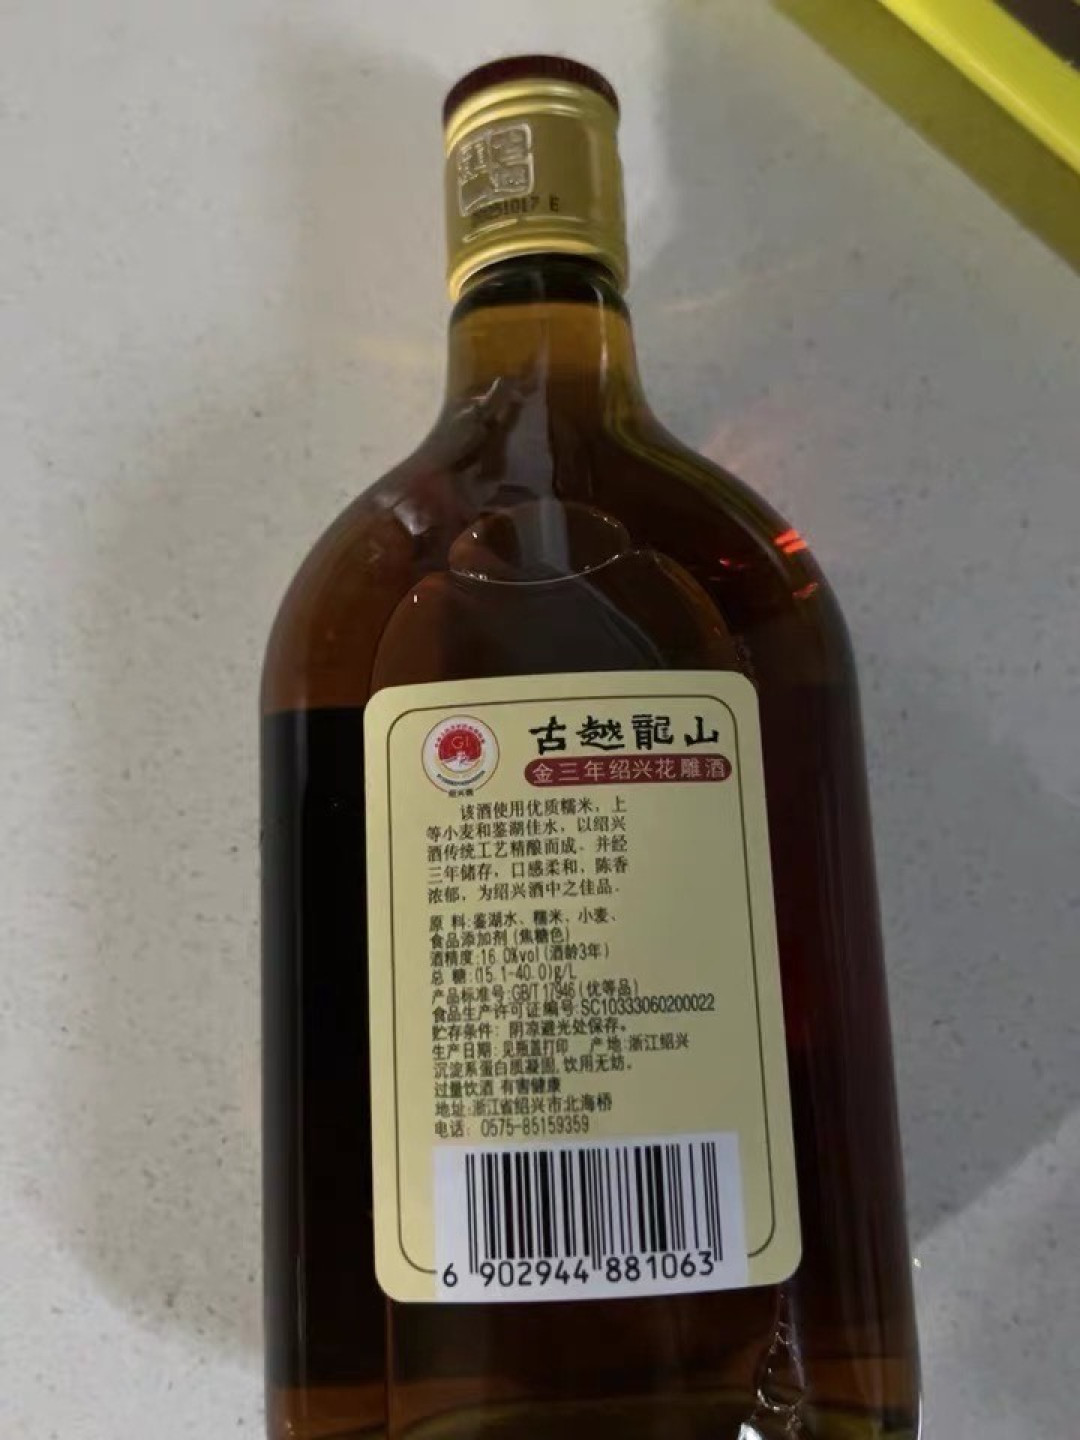 20251017 E
古越龍山
金三年绍兴花雕酒
GI
绍兴酒
该酒使用优质糯米，上
等小麦和鉴湖佳水，以绍兴
酒传统工艺精酿而成。并经
三年储存，口感柔和，陈香
浓郁，为绍兴酒中之佳品.
原 料:鉴湖水、糯米、小麦、
食品添加剂(焦糖色)
酒精度:16.0%vol(酒龄3年)
总 糖:(15.1-40.0)g/L
产品标准号:GB/T 17946(优等品)
食品生产许可证编号:SC10333060200022
贮存条件：阴凉避光处保存。
生产日期:见瓶盖打印 产 地:浙江绍兴
沉淀系蛋白质凝固,饮用无妨。
过量饮酒 有害健康
地址:浙江省绍兴市北海桥
电话：0575-85159359
6 902944 881063